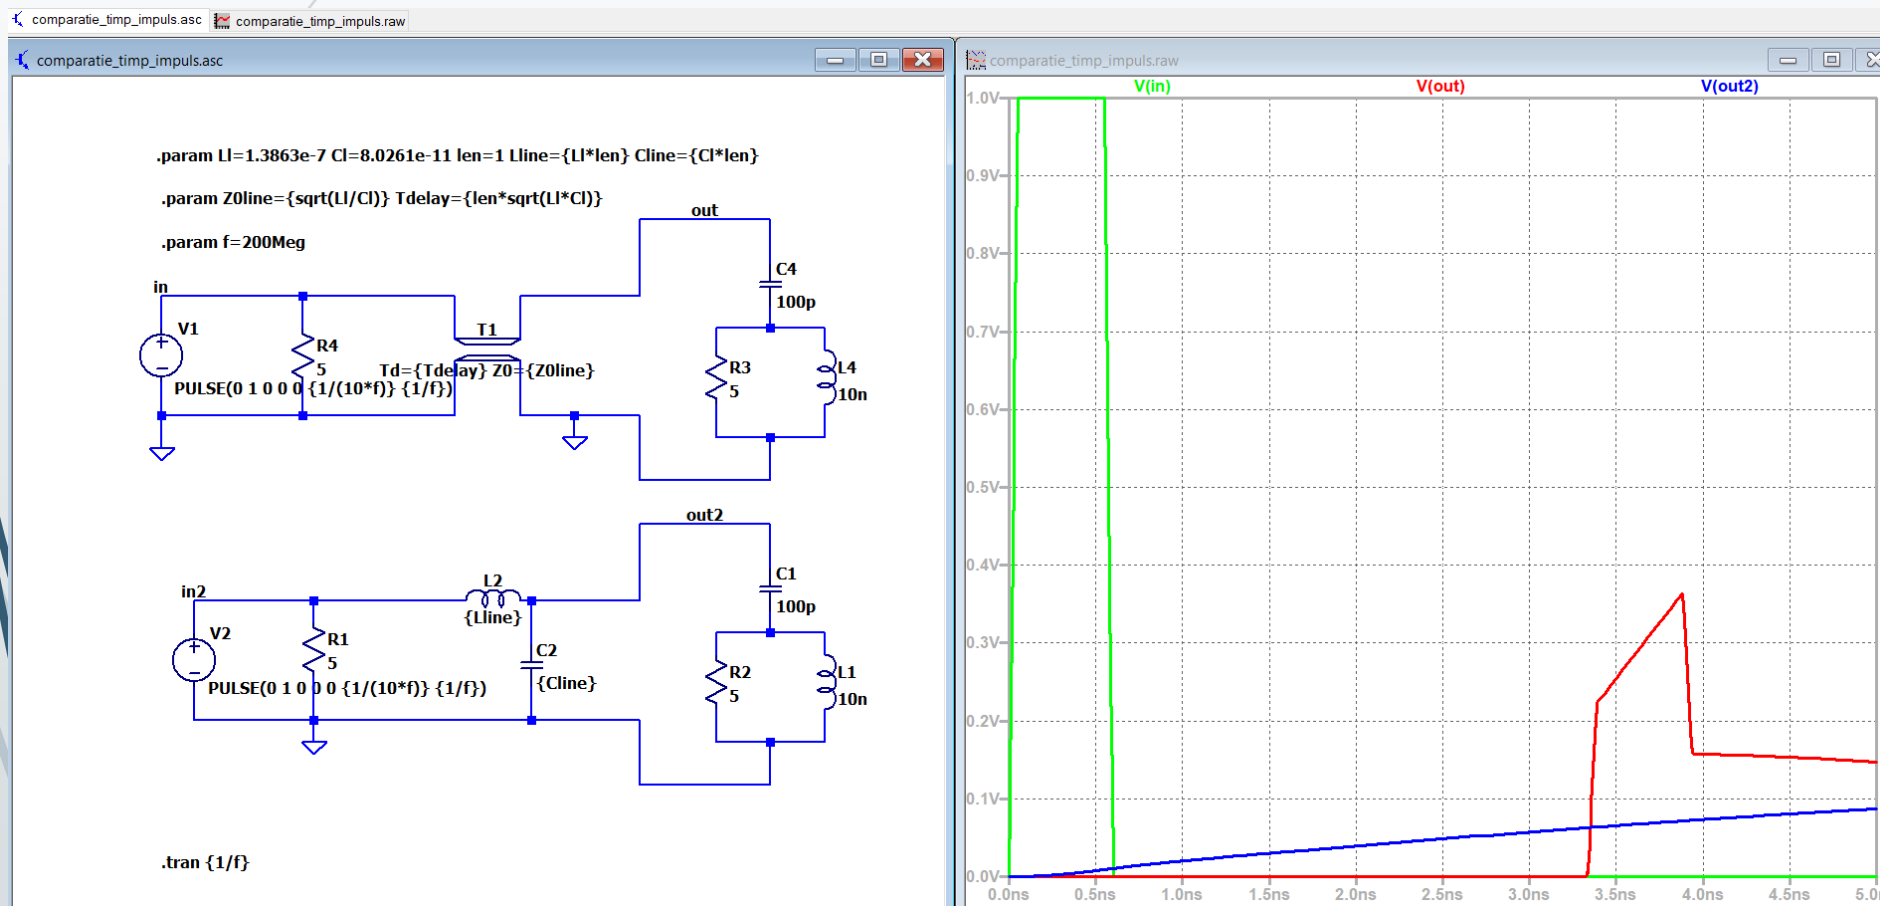 comparatie_timp_impuls.asc
comparatie_timp_impuls.raw
comparatie_timp_impuls.asc
.param Ll=1.3863e-7 Cl=8.0261e-11 len=1 Lline={Ll*len} Cline={Cl*len}
.param Z0line={sqrt(Ll/Cl)} Tdelay={len*sqrt(Ll*Cl)}
.param f=200Meg
out
C4
100p
in
V1
R4
5
T1
Td={Tdelay} Z0={Z0line}
PULSE(0 1 0 0 0 {1/(10*f)} {1/f})
R3
5
L4
10n
out2
C1
100p
in2
L2
{Lline}
V2
R1
5
C2
{Cline}
PULSE(0 1 0 0 0 {1/(10*f)} {1/f})
R2
5
L1
10n
.tran {1/f}
comparatie_timp_impuls.raw
V(in) V(out) V(out2)
1.0V
0.9V
0.8V
0.7V
0.6V
0.5V
0.4V
0.3V
0.2V
0.1V
0.0V
0.0ns 0.5ns 1.0ns 1.5ns 2.0ns 2.5ns 3.0ns 3.5ns 4.0ns 4.5ns